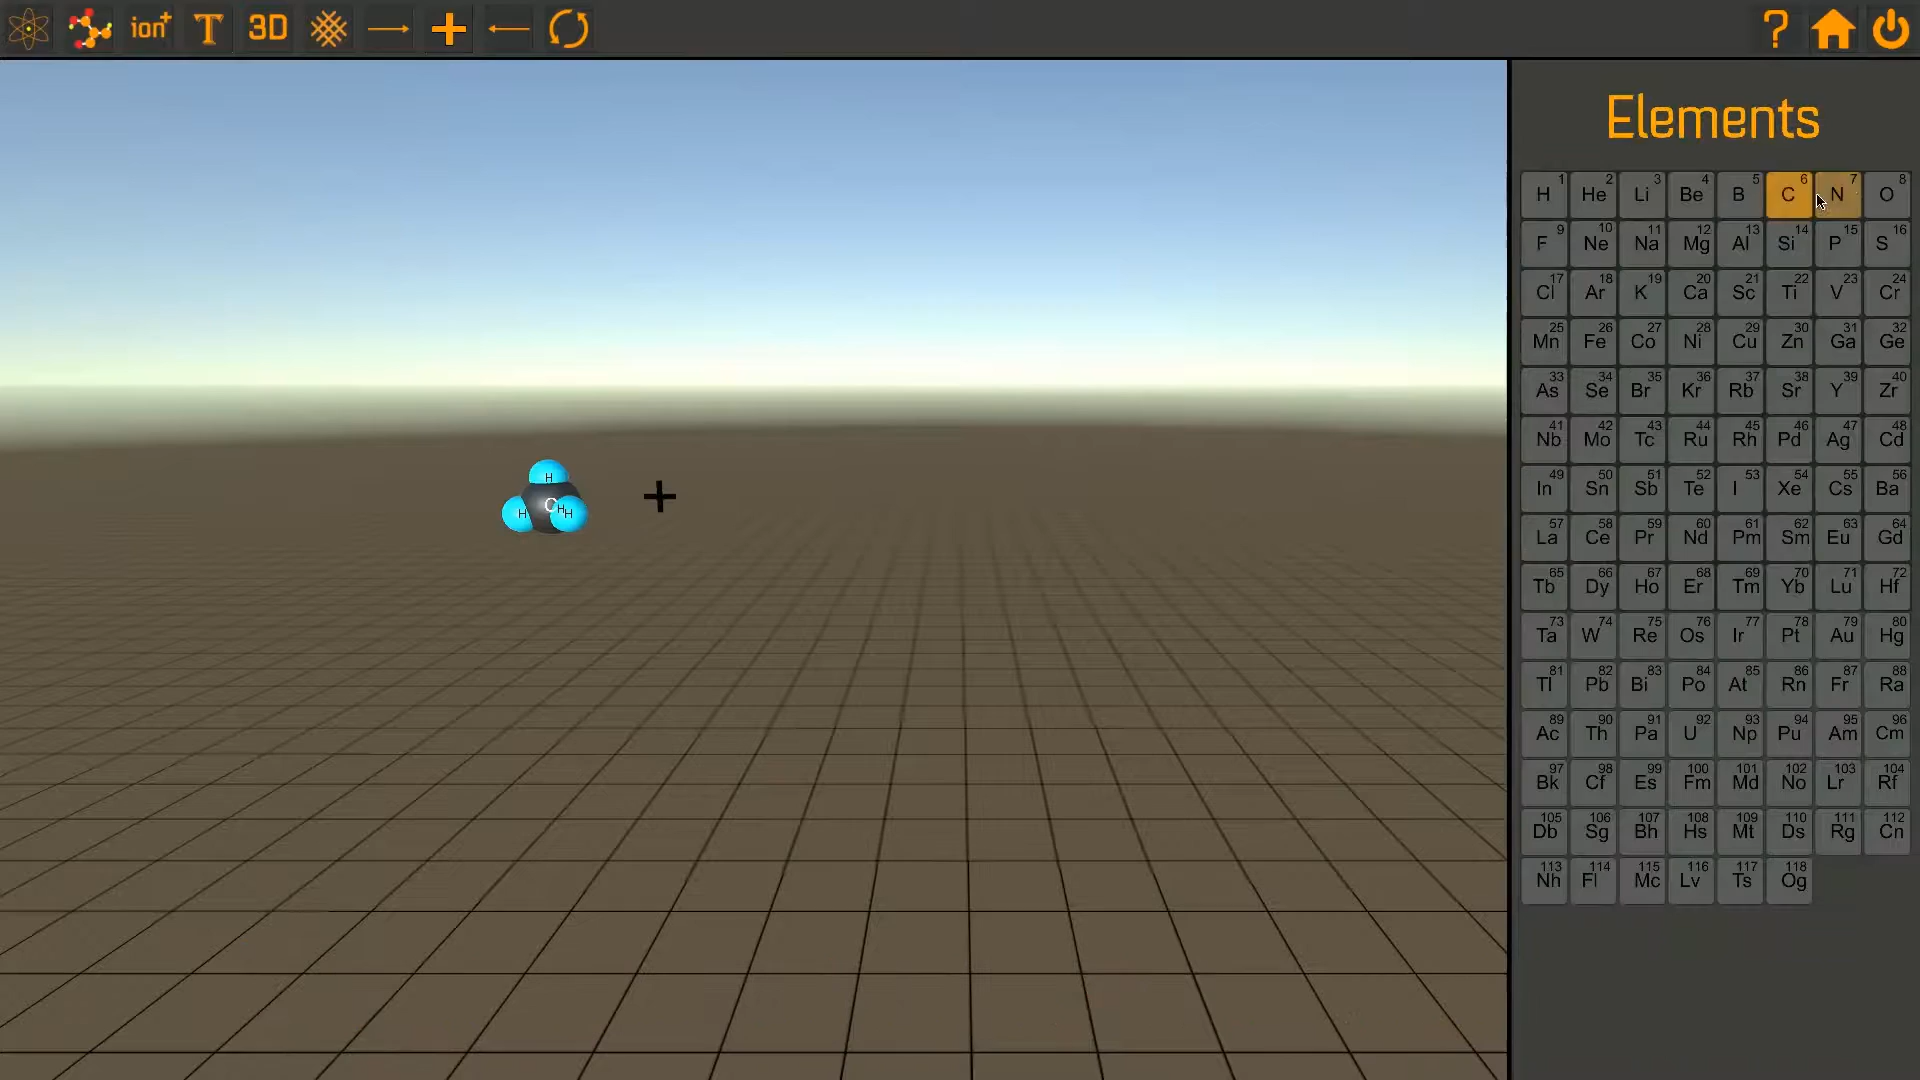 ion+ T 3D ?
Elements
H 1 He 2 Li 3 Be 4 B 5 C 6 N 7 O 8
F 9 Ne 10 Na 11 Mg 12 Al 13 Si 14 P 15 S 16
Cl 17 Ar 18 K 19 Ca 20 Sc 21 Ti 22 V 23 Cr 24
Mn 25 Fe 26 Co 27 Ni 28 Cu 29 Zn 30 Ga 31 Ge 32
As 33 Se 34 Br 35 Kr 36 Rb 37 Sr 38 Y 39 Zr 40
Nb 41 Mo 42 Tc 43 Ru 44 Rh 45 Pd 46 Ag 47 Cd 48
In 49 Sn 50 Sb 51 Te 52 I 53 Xe 54 Cs 55 Ba 56
La 57 Ce 58 Pr 59 Nd 60 Pm 61 Sm 62 Eu 63 Gd 64
Tb 65 Dy 66 Ho 67 Er 68 Tm 69 Yb 70 Lu 71 Hf 72
Ta 73 W 74 Re 75 Os 76 Ir 77 Pt 78 Au 79 Hg 80
Tl 81 Pb 82 Bi 83 Po 84 At 85 Rn 86 Fr 87 Ra 88
Ac 89 Th 90 Pa 91 U 92 Np 93 Pu 94 Am 95 Cm 96
Bk 97 Cf 98 Es 99 Fm 100 Md 101 No 102 Lr 103 Rf 104
Db 105 Sg 106 Bh 107 Hs 108 Mt 109 Ds 110 Rg 111 Cn 112
Nh 113 Fl 114 Mc 115 Lv 116 Ts 117 Og 118
H
H C H H +